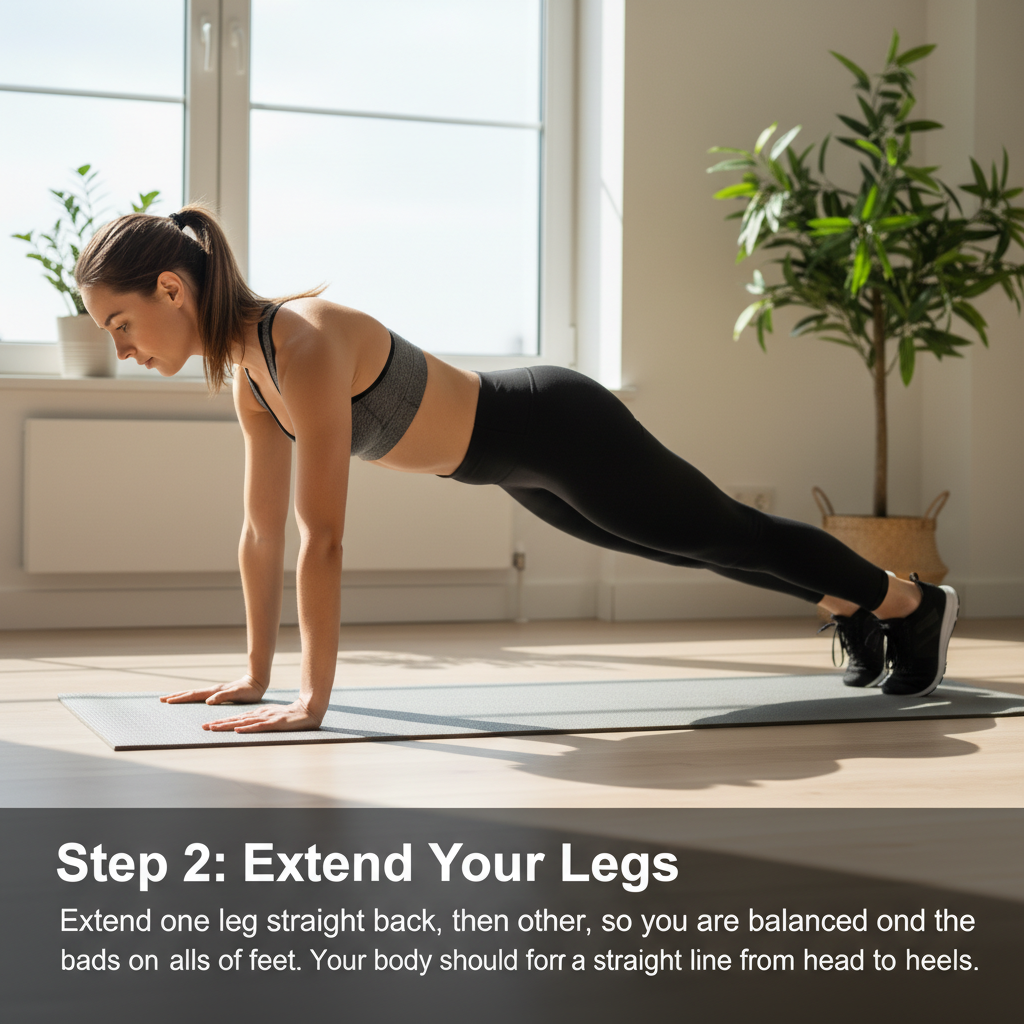 Step 2: Extend Your Legs
Extend one leg straight back, then other, so you are balanced ond the
bads on alls of feet. Your body should forr a straight line from head to heels.